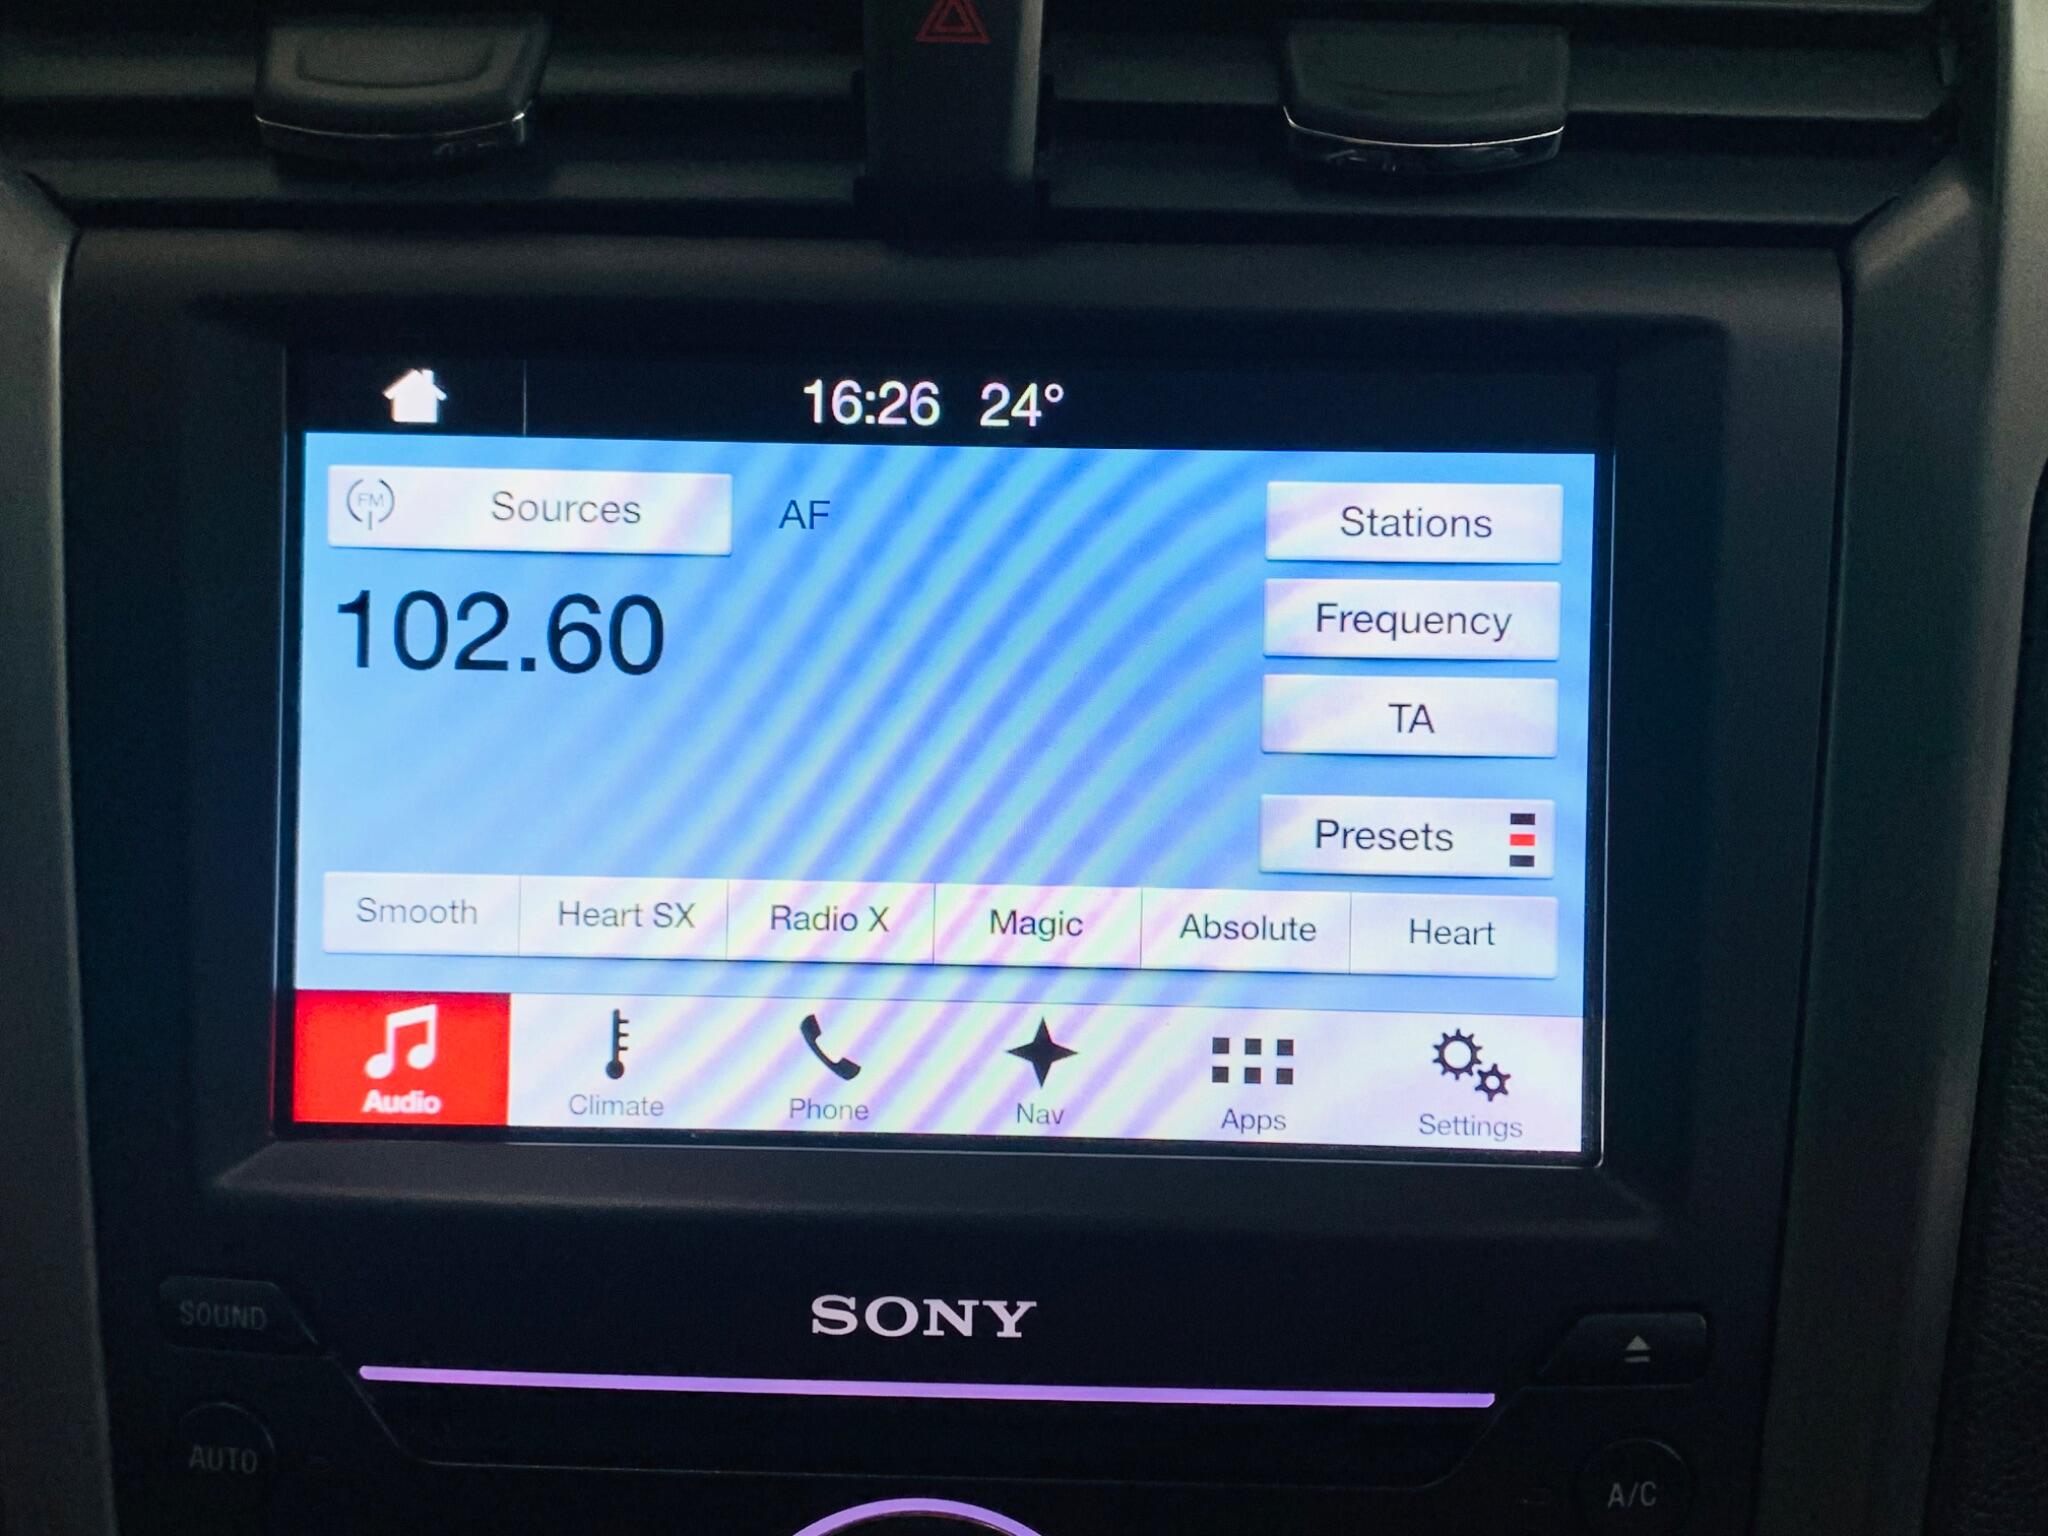 16:26 24°
FM Sources AF Stations
102.60 Frequency
TA
Presets
Smooth Heart SX Radio X Magic Absolute Heart
Audio Climate Phone Nav Apps Settings
SONY
SOUND
AUTO A/C